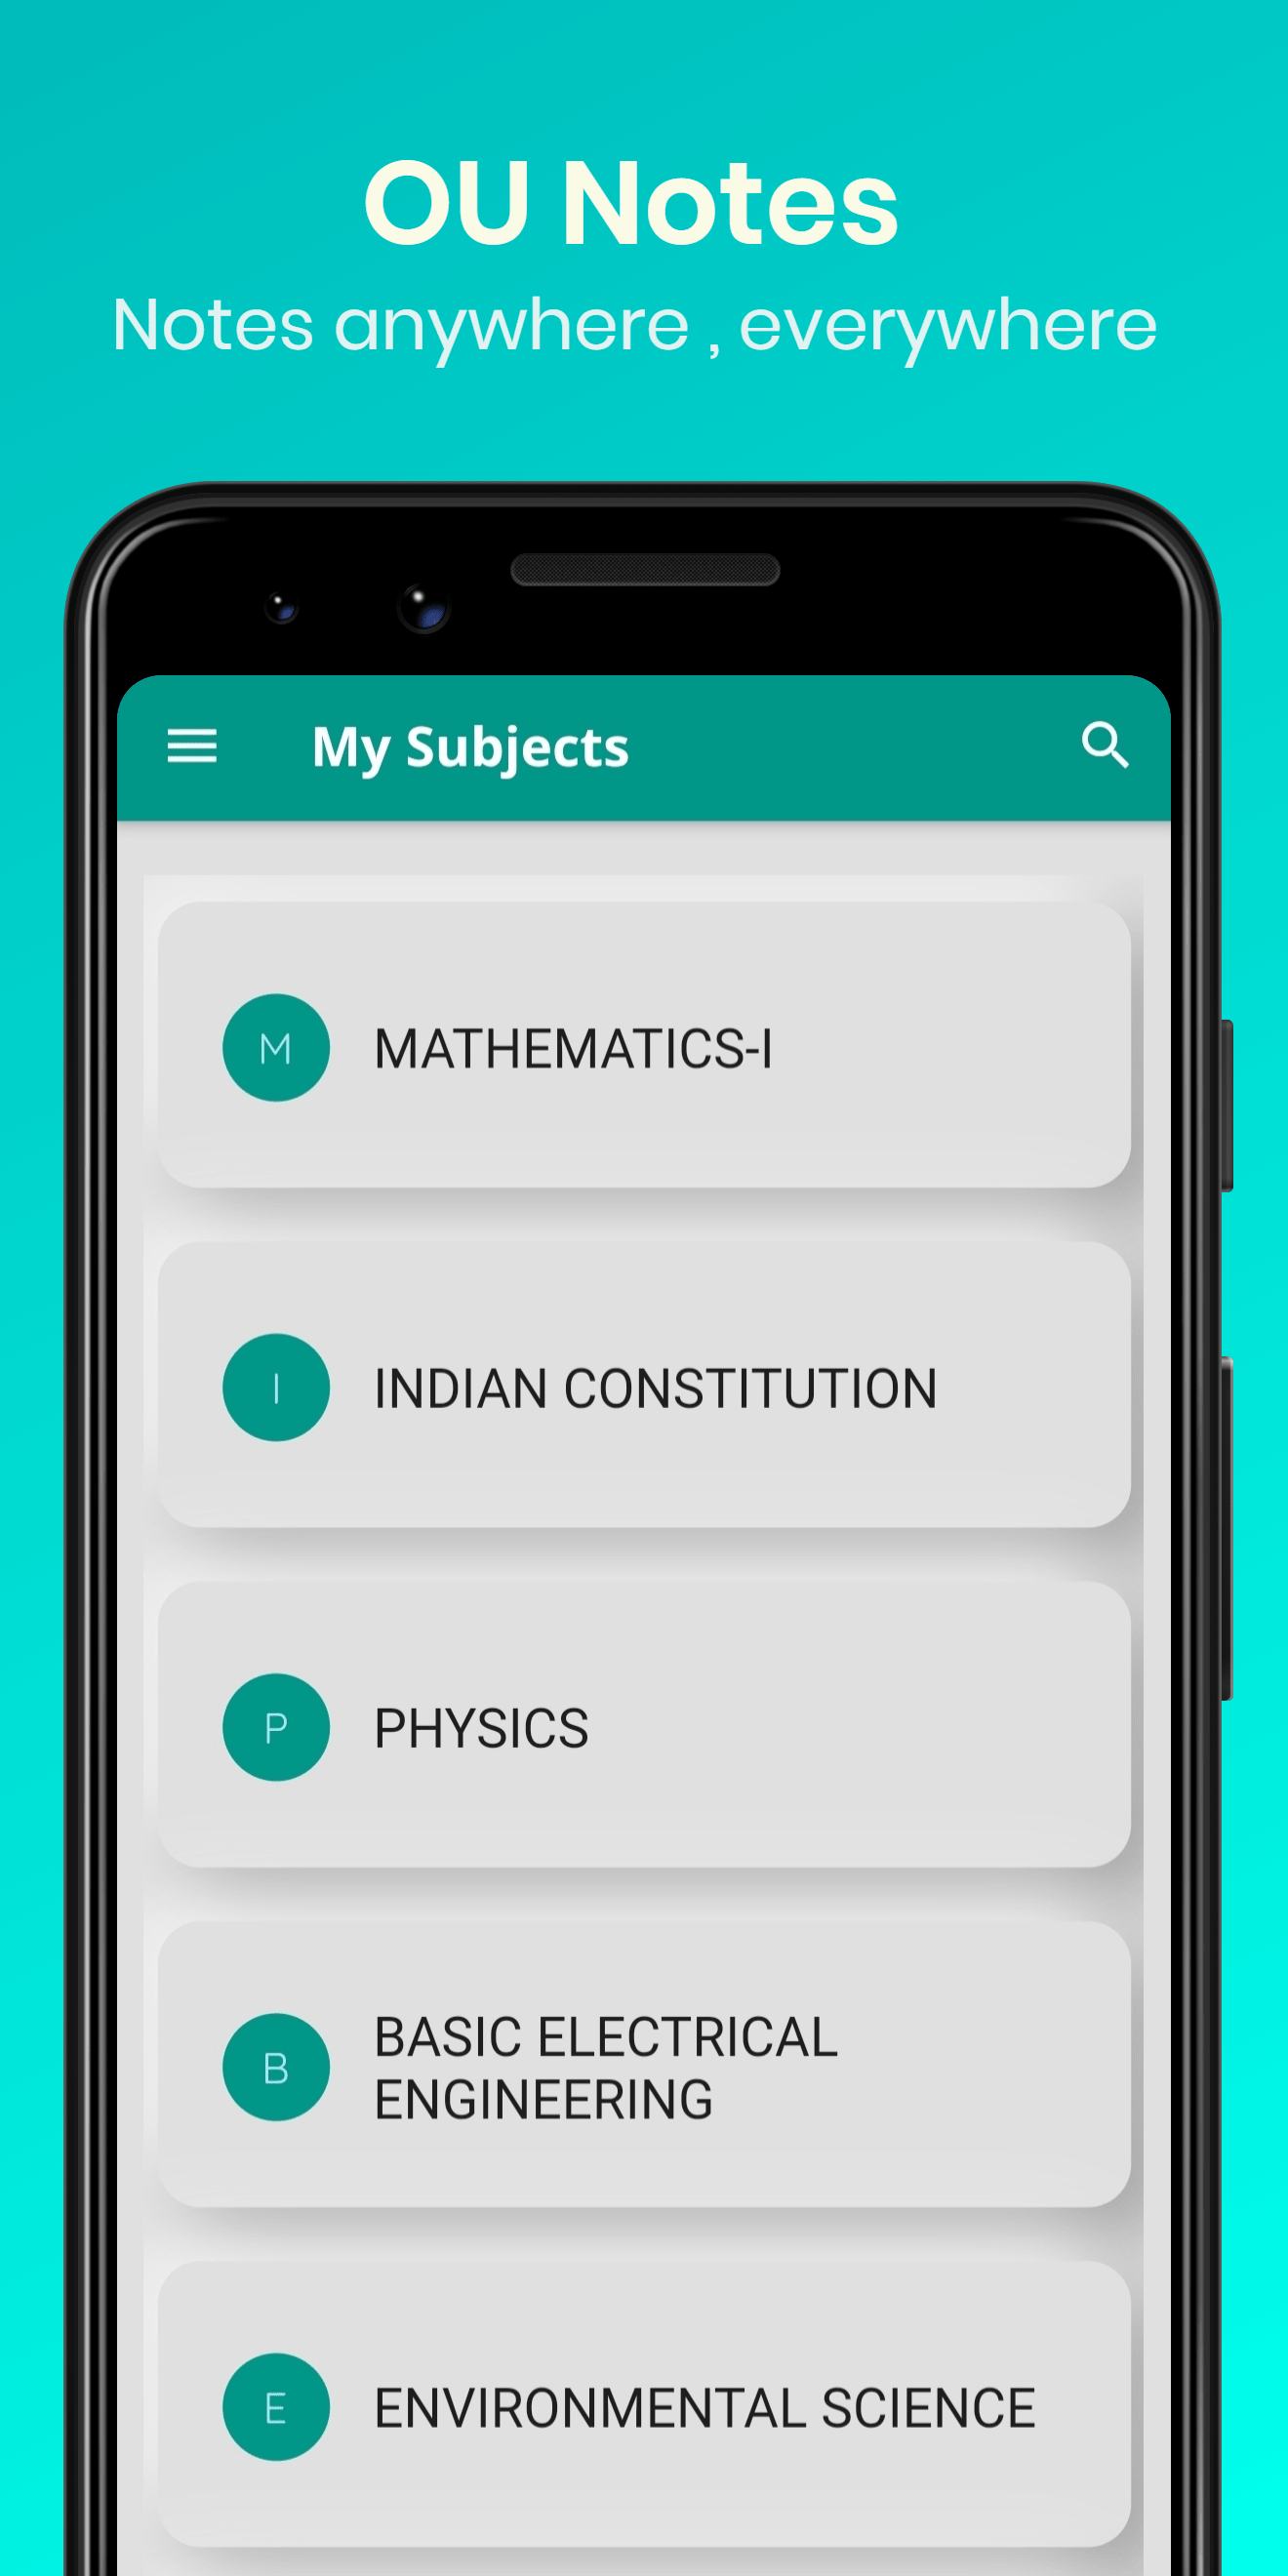 OU Notes
Notes anywhere , everywhere
My Subjects
M
MATHEMATICS-I
I
INDIAN CONSTITUTION
P
PHYSICS
B
BASIC ELECTRICAL
ENGINEERING
E
ENVIRONMENTAL SCIENCE